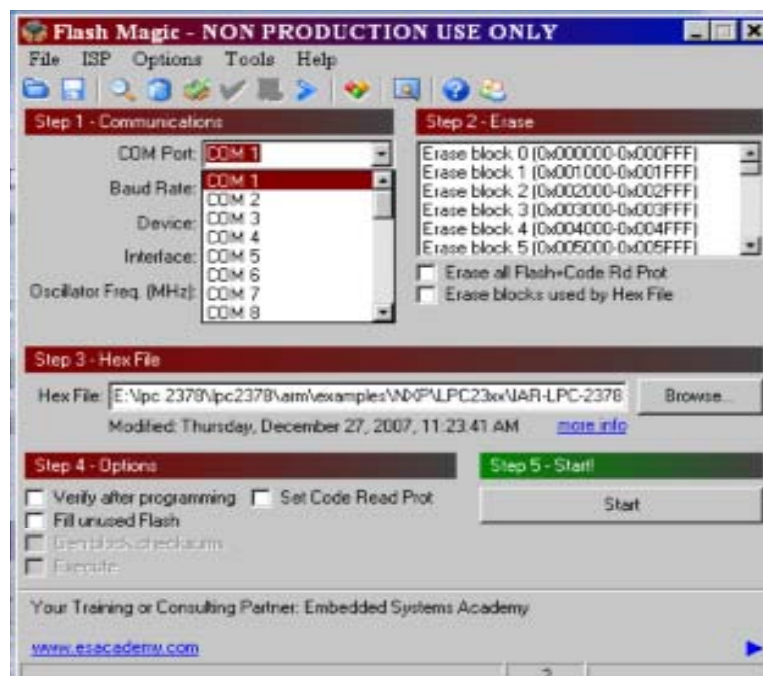 Flash Magic - NON PRODUCTION USE ONLY
File ISP Options Tools Help
Step 1 - Communications
COM Port: COM 1
Baud Rate:
Device:
Interface:
Oscillator Freq. (MHz):
COM 1
COM 2
COM 3
COM 4
COM 5
COM 6
COM 7
COM 8
Step 2 - Erase
Erase block 0 (0x000000-0x000FFF)
Erase block 1 (0x001000-0x001FFF)
Erase block 2 (0x002000-0x002FFF)
Erase block 3 (0x003000-0x003FFF)
Erase block 4 (0x004000-0x004FFF)
Erase block 5 (0x005000-0x005FFF)
Erase all Flash+Code Rd Prot
Erase blocks used by Hex File
Step 3 - Hex File
Hex File: E:\lpc 2378\lpc2378\arm\examples\NXP\LPC23xx\IAR-LPC-2378 Browse...
Modified: Thursday, December 27, 2007, 11:23:41 AM more info
Step 4 - Options
Verify after programming Set Code Read Prot
Fill unused Flash
Gen block checksums
Execute
Step 5 - Start!
Start
Your Training or Consulting Partner: Embedded Systems Academy
www.esacademy.com